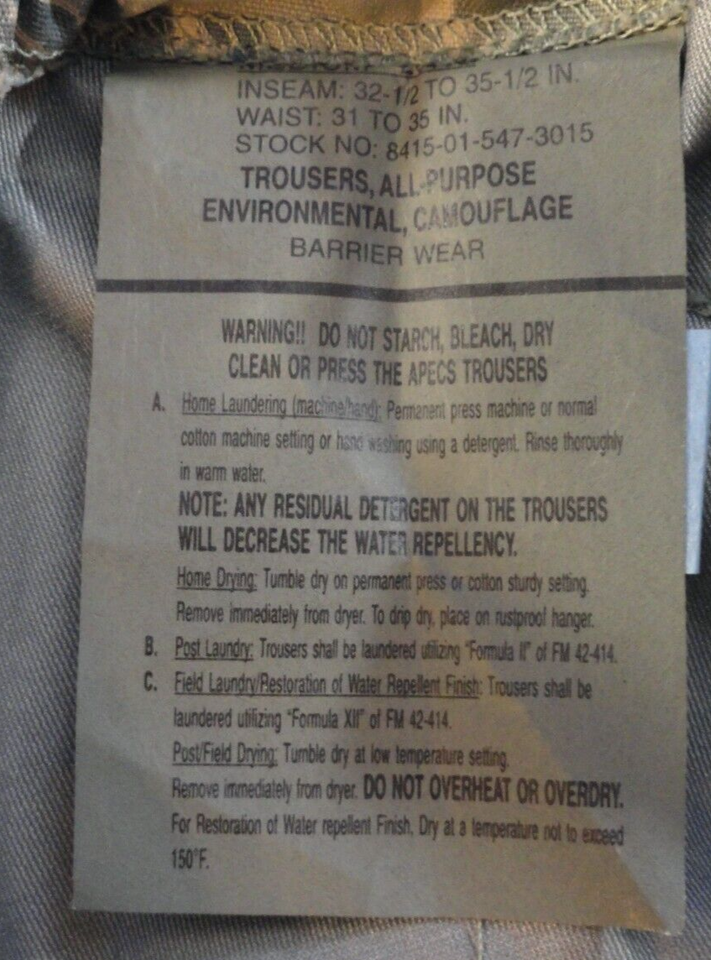 INSEAM: 32-1/2 TO 35-1/2 IN.
WAIST: 31 TO 35 IN.
STOCK NO: 8415-01-547-3015
TROUSERS, ALL-PURPOSE
ENVIRONMENTAL, CAMOUFLAGE
BARRIER WEAR
WARNING!! DO NOT STARCH, BLEACH, DRY
CLEAN OR PRESS THE APECS TROUSERS
A. Home Laundering (machine/hand): Permanent press machine or normal
cotton machine setting or hand washing using a detergent. Rinse thoroughly
in warm water.
NOTE: ANY RESIDUAL DETERGENT ON THE TROUSERS
WILL DECREASE THE WATER REPELLENCY.
Home Drying: Tumble dry on permanent press or cotton sturdy setting.
Remove immediately from dryer. To drip dry, place on rustproof hanger.
B. Post Laundry: Trousers shall be laundered utilizing "Formula II" of FM 42-414.
C. Field Laundry/Restoration of Water Repellent Finish: Trousers shall be
laundered utilizing "Formula XII" of FM 42-414.
Post/Field Drying: Tumble dry at low temperature setting.
Remove immediately from dryer. DO NOT OVERHEAT OR OVERDRY.
For Restoration of Water repellent Finish, Dry at a temperature not to exceed
150°F.